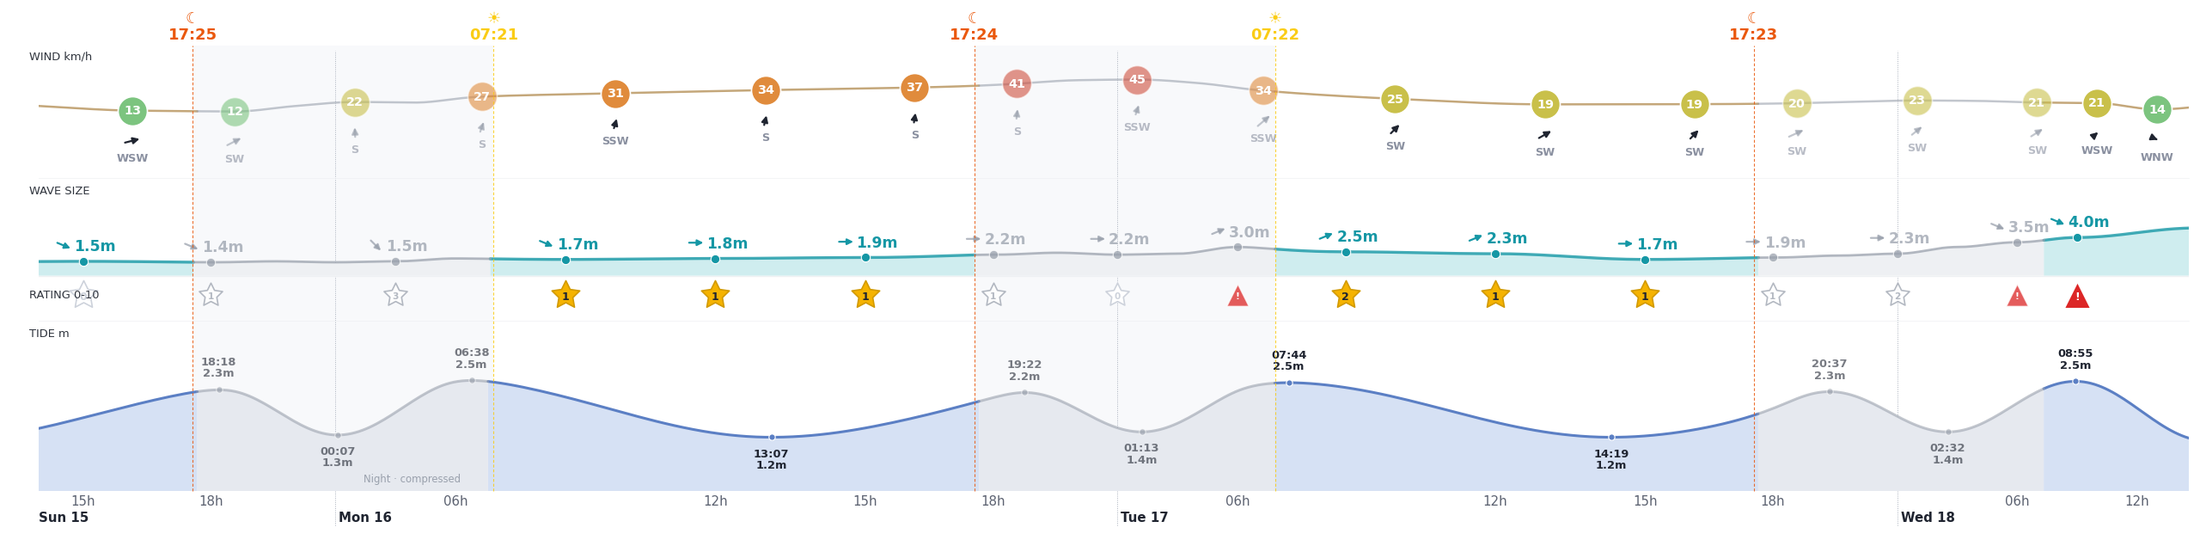 ☾ ☀ ☾ ☀ ☾
17:25 07:21 17:24 07:22 17:23
WIND km/h
13 12 22 27 31 34 37 41 45 34 25 19 19 20 23 21 21 14
WSW SW S S SSW S S S SSW SSW SW SW SW SW SW SW WSW WNW
WAVE SIZE
1.5m 1.4m 1.5m 1.7m 1.8m 1.9m 2.2m 2.2m 3.0m 2.5m 2.3m 1.7m 1.9m 2.3m 3.5m 4.0m
RATING 0-10
1 3 1 1 1 1 0 ! 2 1 1 1 2 ! !
TIDE m
18:18 06:38 19:22 07:44 20:37 08:55
2.3m 2.5m 2.2m 2.5m 2.3m 2.5m
00:07 13:07 01:13 14:19 02:32
1.3m 1.2m 1.4m 1.2m 1.4m
Night · compressed
15h 18h 06h 12h 15h 18h 06h 12h 15h 18h 06h 12h
Sun 15 Mon 16 Tue 17 Wed 18